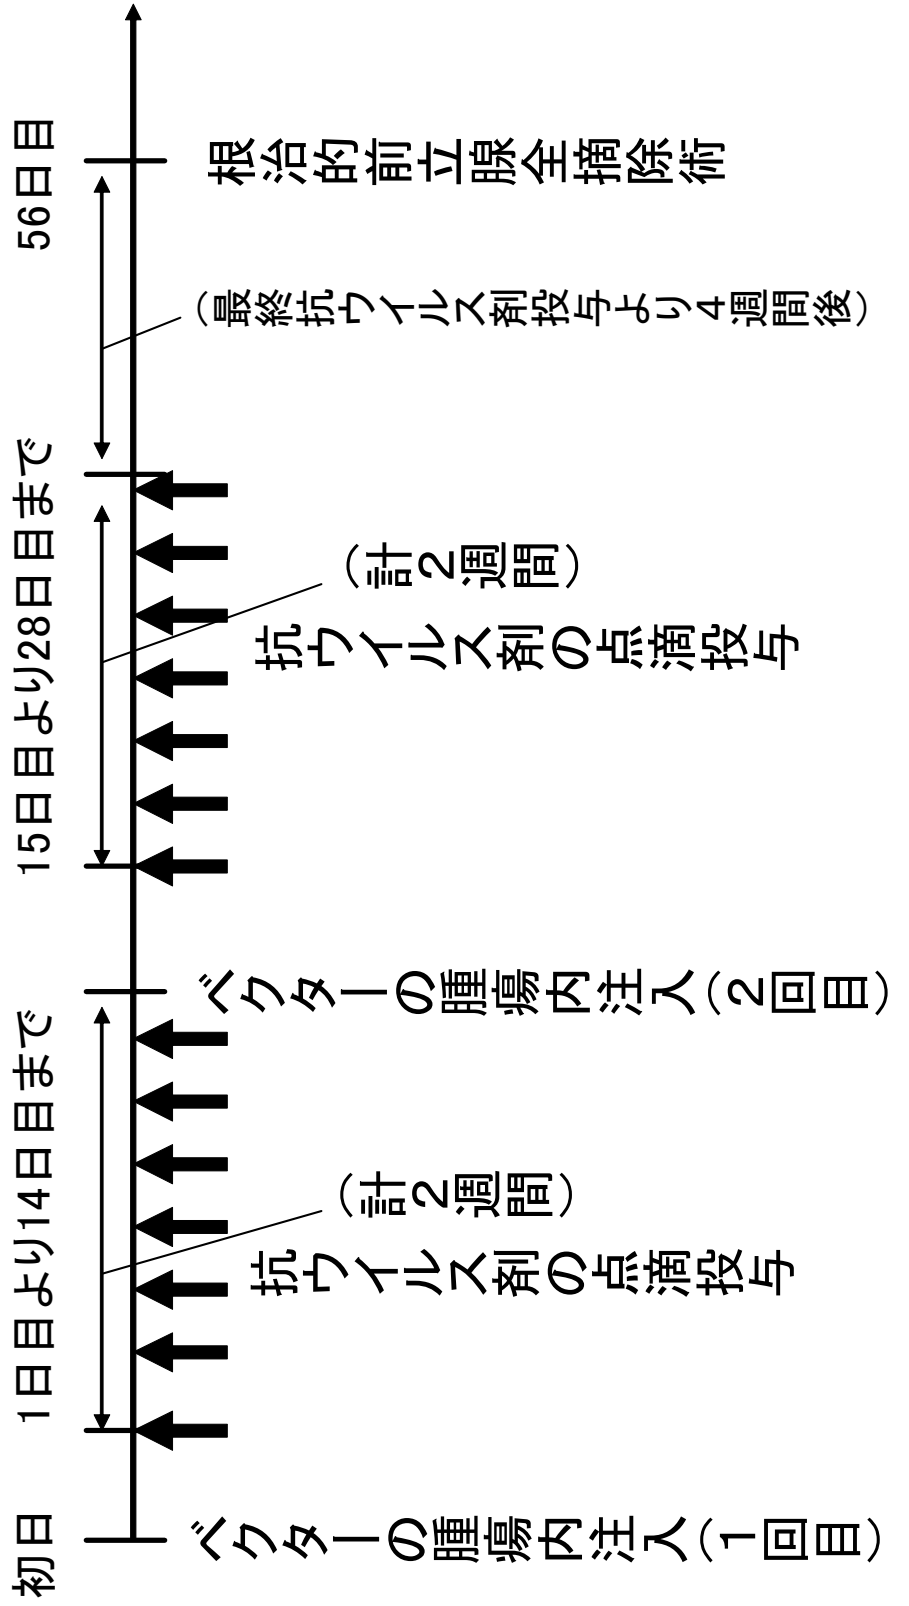 初日
1日目より14日目まで
15日目より28日目まで
56日目
ベクターの腫瘍内注入(1回目)
抗ウイルス剤の点滴投与
(計2週間)
ベクターの腫瘍内注入(2回目)
抗ウイルス剤の点滴投与
(計2週間)
(最終抗ウイルス剤投与より4週間後)
根治的前立腺全摘除術